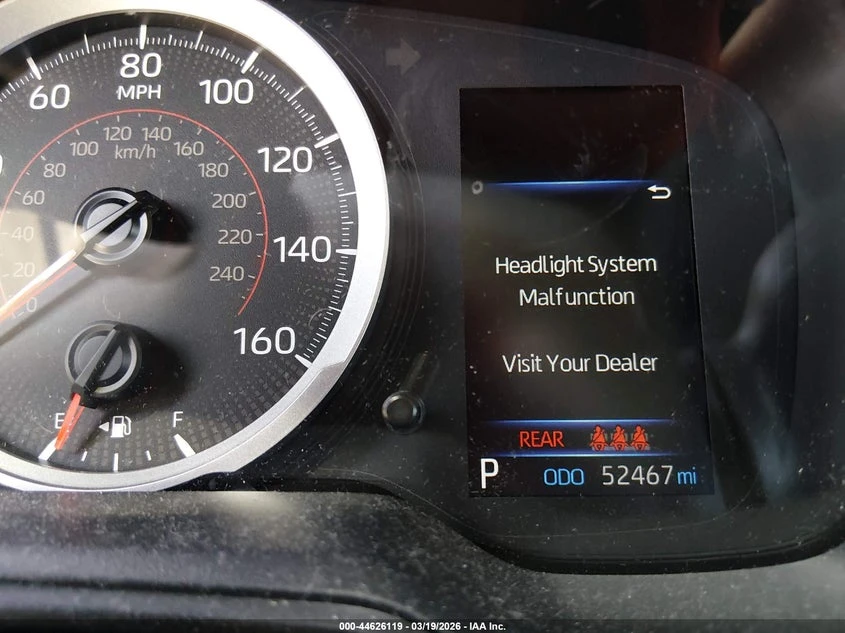 60
80
MPH
100
120
140
160
20
40
60
80
100
120
140
km/h
160
180
200
220
240
0
E
F
Headlight System
Malfunction
Visit Your Dealer
REAR
P ODO 52467 mi
000-44626119 - 03/19/2026 - IAA Inc.